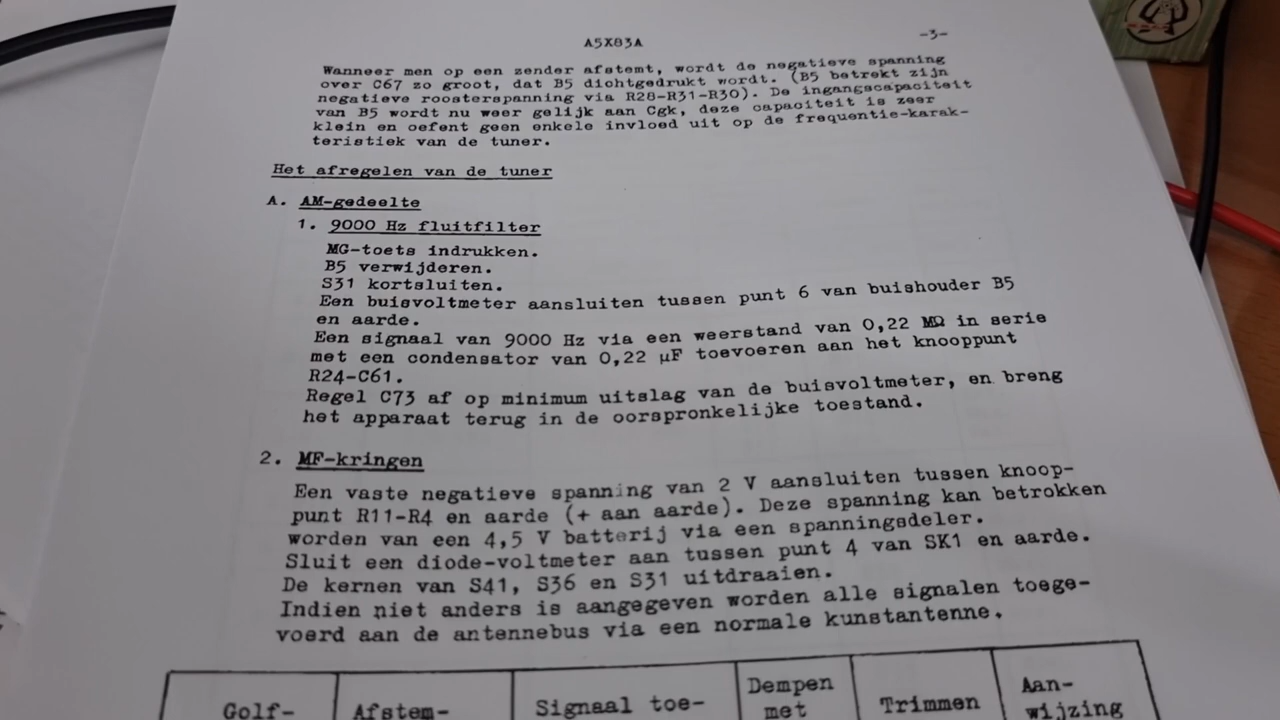 A5X83A
-3-
Wanneer men op een zender afstemt, wordt de negatieve spanning
over C67 zo groot, dat B5 dichtgedrukt wordt. (B5 betrekt zijn
negatieve roosterspanning via R28-R31-R30). De ingangscapaciteit
van B5 wordt nu weer gelijk aan Cgk, deze capaciteit is zeer
klein en oefent geen enkele invloed uit op de frequentie-karak-
teristiek van de tuner.
Het afregelen van de tuner
A. AM-gedeelte
1. 9000 Hz fluitfilter
MG-toets indrukken.
B5 verwijderen.
S31 kortsluiten.
Een buisvoltmeter aansluiten tussen punt 6 van buishouder B5
en aarde.
Een signaal van 9000 Hz via een weerstand van 0,22 MΩ in serie
met een condensator van 0,22 µF toevoeren aan het knooppunt
R24-C61.
Regel C73 af op minimum uitslag van de buisvoltmeter, en breng
het apparaat terug in de oorspronkelijke toestand.
2. MF-kringen
Een vaste negatieve spanning van 2 V aansluiten tussen knoop-
punt R11-R4 en aarde (+ aan aarde). Deze spanning kan betrokken
worden van een 4,5 V batterij via een spanningsdeler.
Sluit een diode-voltmeter aan tussen punt 4 van SK1 en aarde.
De kernen van S41, S36 en S31 uitdraaien.
Indien niet anders is aangegeven worden alle signalen toege-
voerd aan de antennebus via een normale kunstantenne.
Golf-
Afstem-
Signaal toe-
Dempen
met
Trimmen
Aan-
wijzing